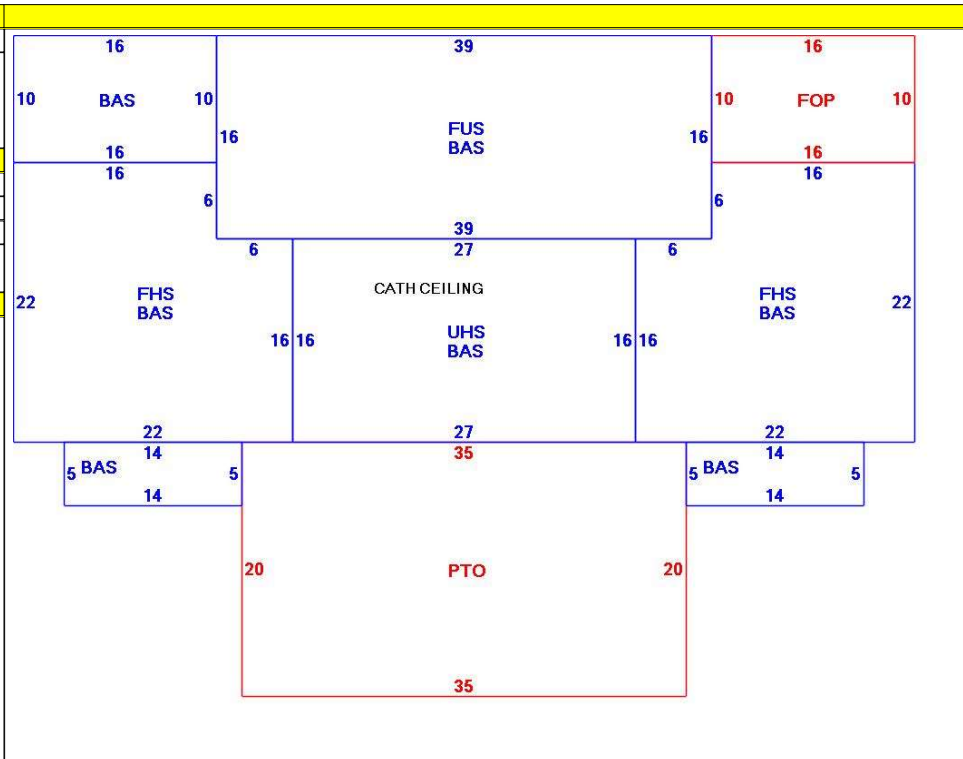 16 39 16
10 BAS 10 10 FOP 10
16 FUS 16
BAS
16 16
16 16
6 6
39
6 27 6
CATH CEILING
FHS FHS
22 BAS BAS 22
UHS
16 16 BAS 16 16
22 27 22
14 35 14
5 BAS 5 5 BAS 5
14 14
20 PTO 20
35